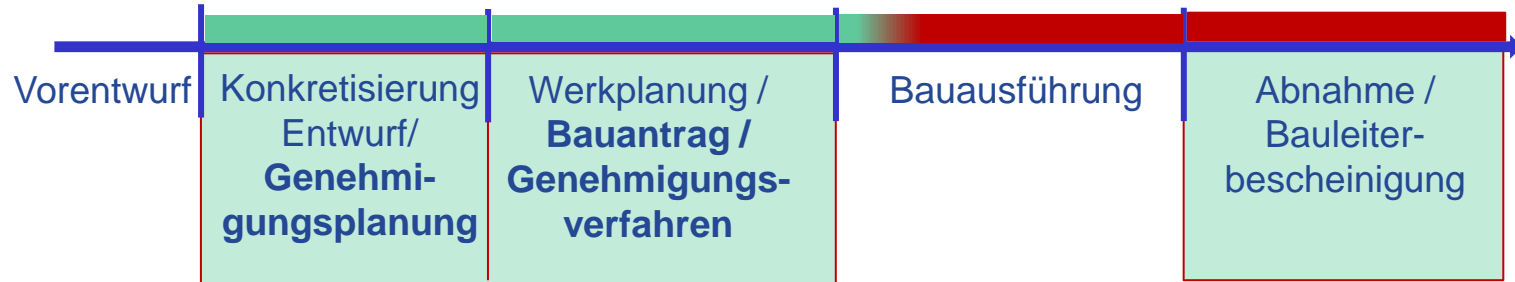 Vorentwurf
Konkretisierung
Entwurf/
Genehmi-
gungsplanung
Werkplanung /
Bauantrag /
Genehmigungs-
verfahren
Bauausführung
Abnahme /
Bauleiter-
bescheinigung